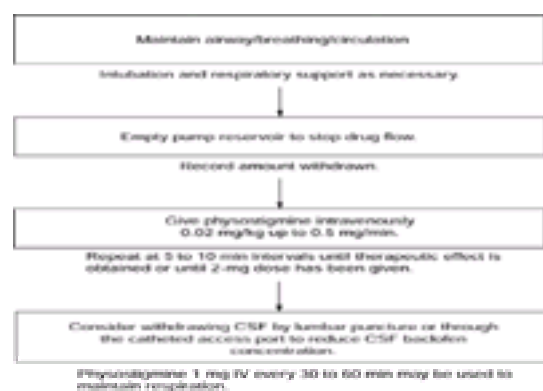 Maintain airway/breathing/circulation
Intubation and respiratory support as necessary.
Empty pump reservoir to stop drug flow.
Record amount withdrawn.
Give physostigmine intravenously
0.02 mg/kg up to 0.5 mg/min.
Repeat at 5 to 10 min intervals until therapeutic effect is
obtained or until 2-mg dose has been given.
Consider withdrawing CSF by lumbar puncture or through
the catheted access port to reduce CSF baclofen
concentration.
Physostigmine 1 mg IV every 30 to 60 min may be used to
maintain respiration.